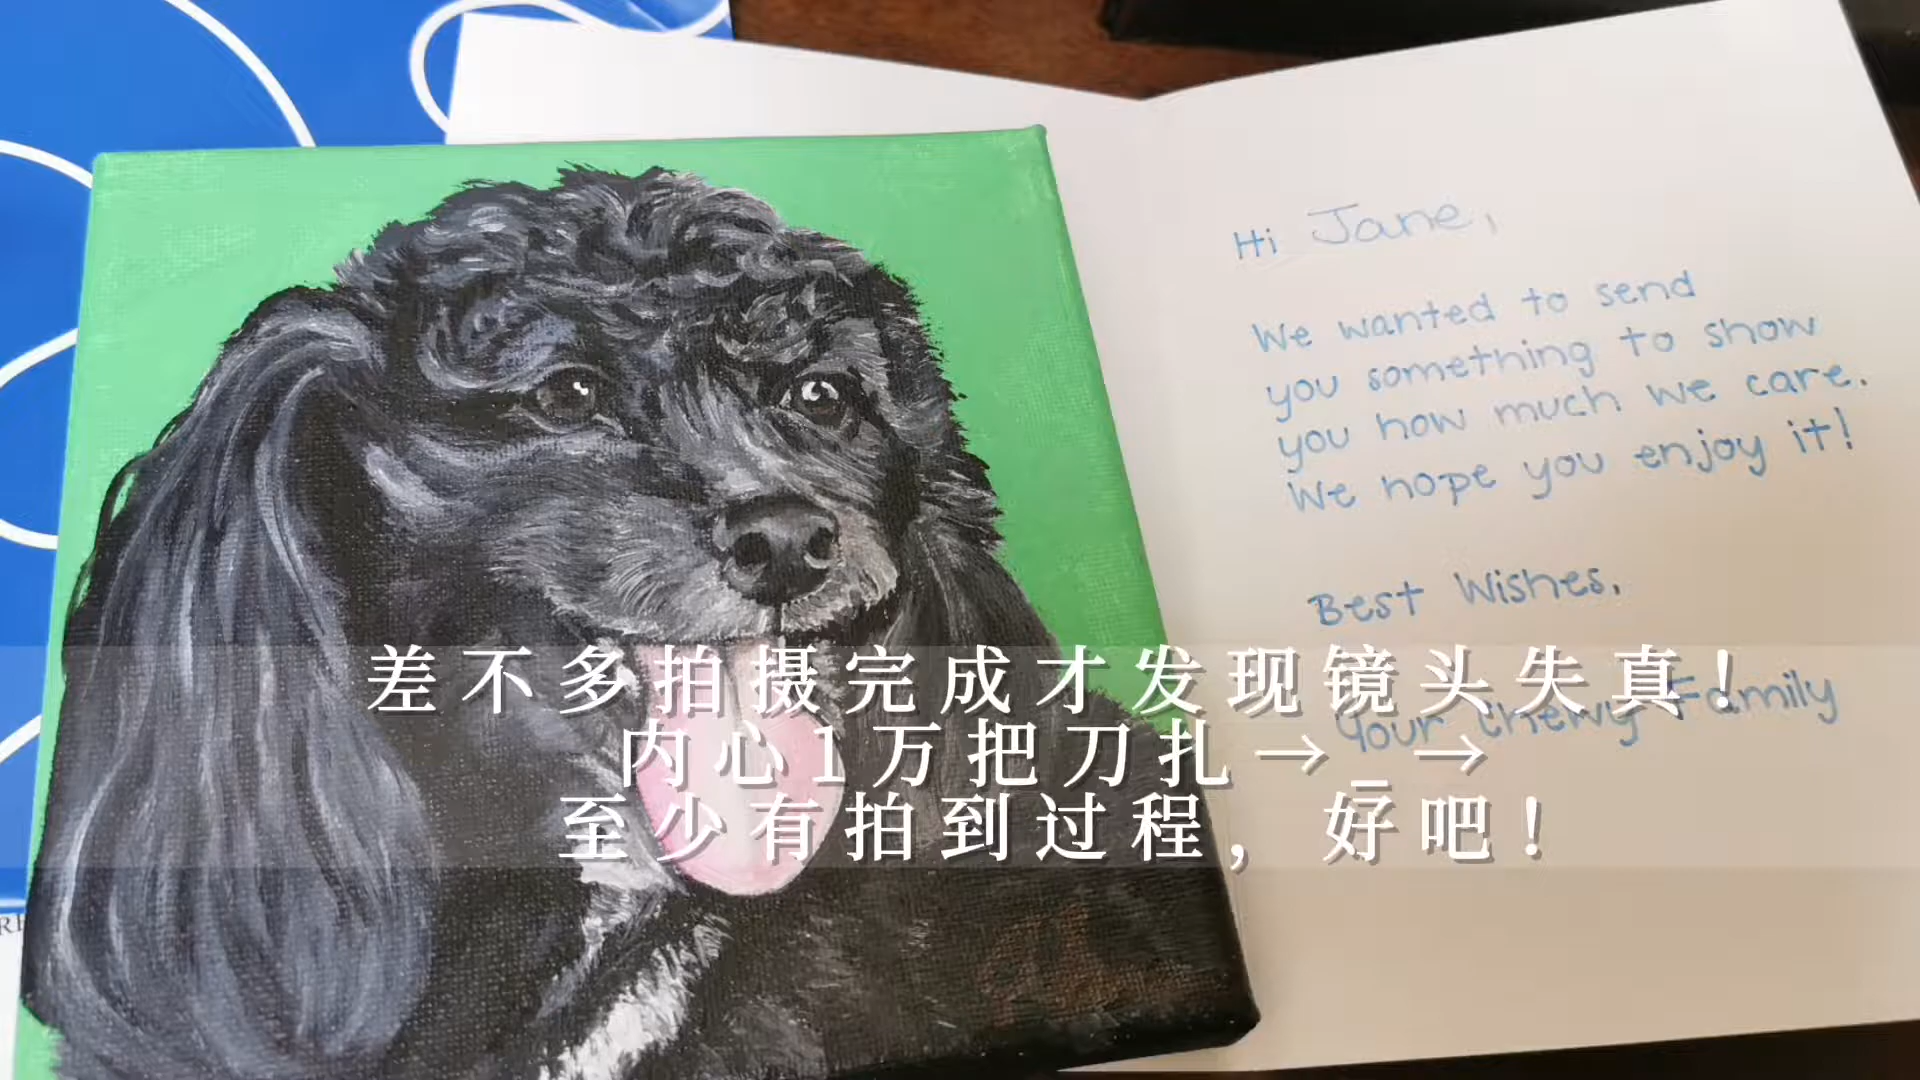 Hi Jane,
We wanted to send
you something to show
you how much we care.
We hope you enjoy it!
Best Wishes,
Your Chewy Family
差不多拍摄完成才发现镜头失真！
内心1万把刀扎→_→
至少有拍到过程，好吧！